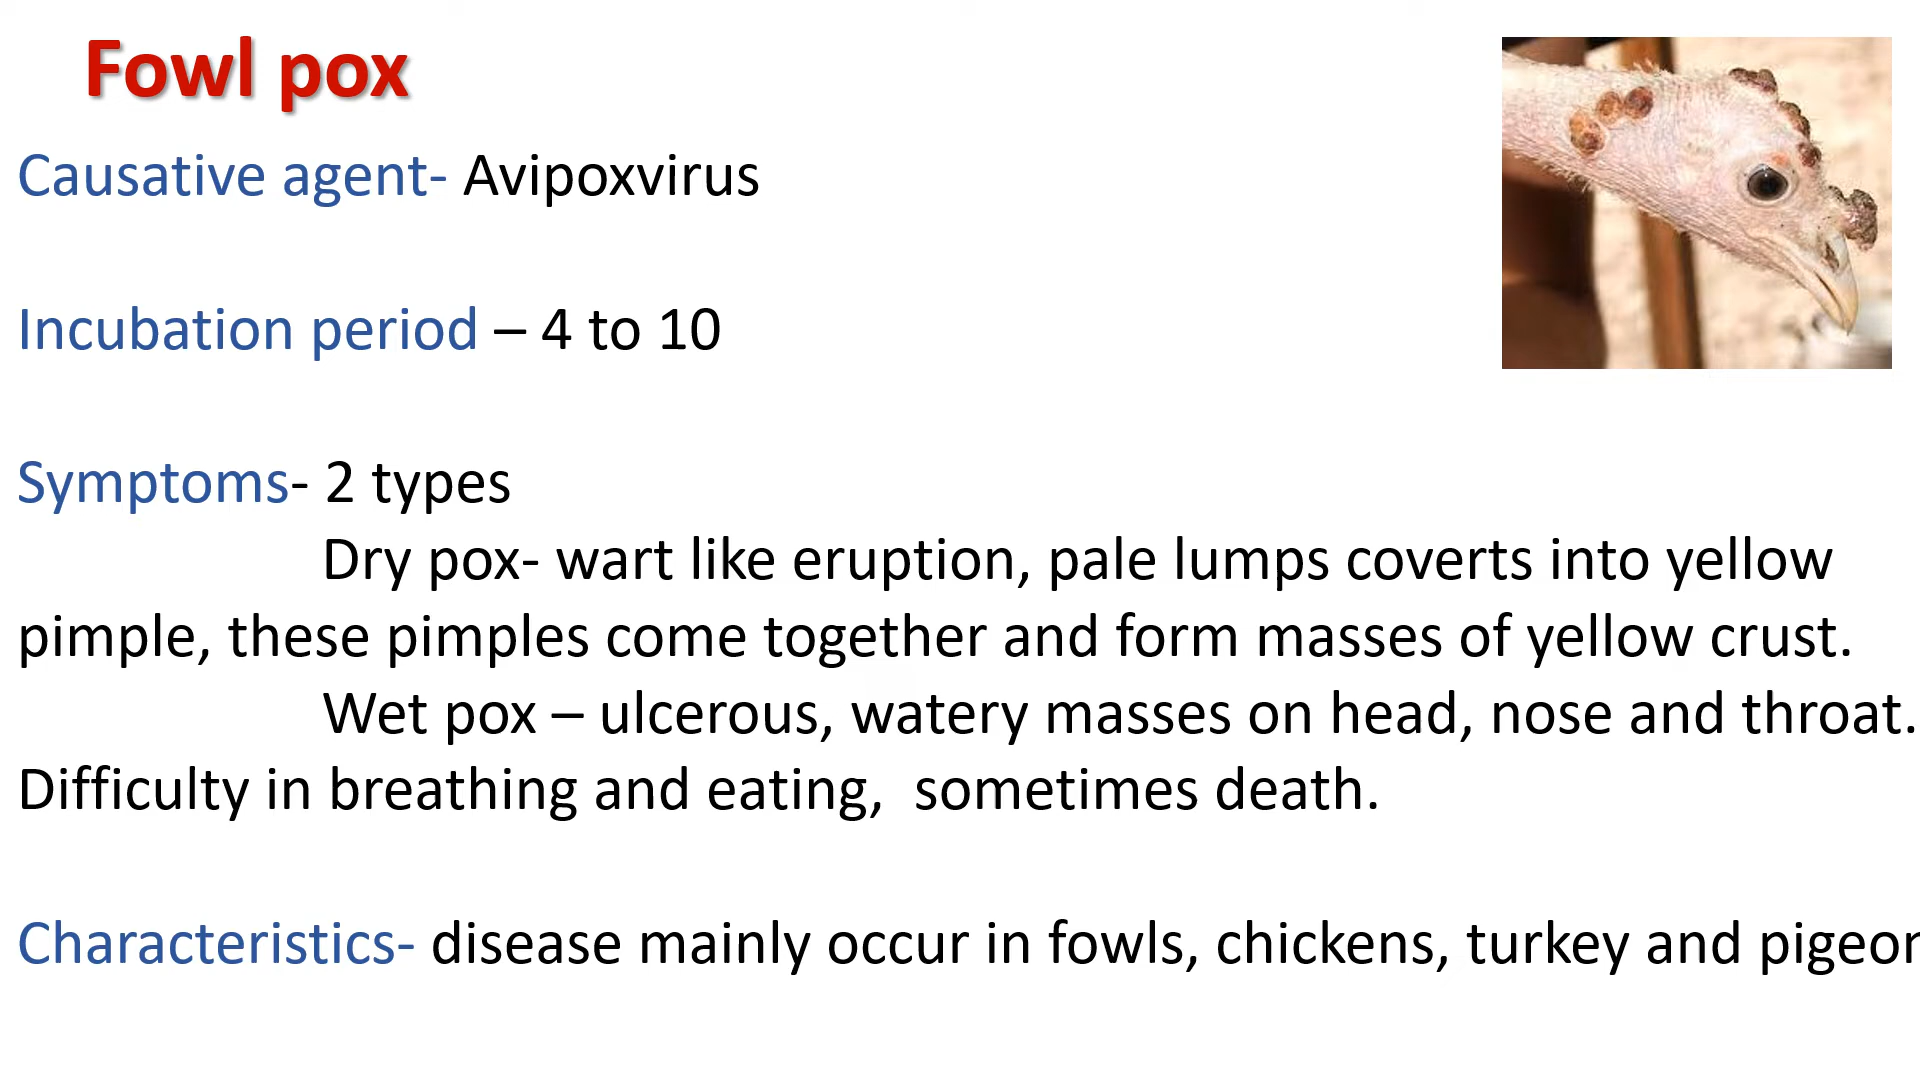 Fowl pox
Causative agent- Avipoxvirus
Incubation period – 4 to 10
Symptoms- 2 types
Dry pox- wart like eruption, pale lumps coverts into yellow
pimple, these pimples come together and form masses of yellow crust.
Wet pox – ulcerous, watery masses on head, nose and throat.
Difficulty in breathing and eating,  sometimes death.
Characteristics- disease mainly occur in fowls, chickens, turkey and pigeon